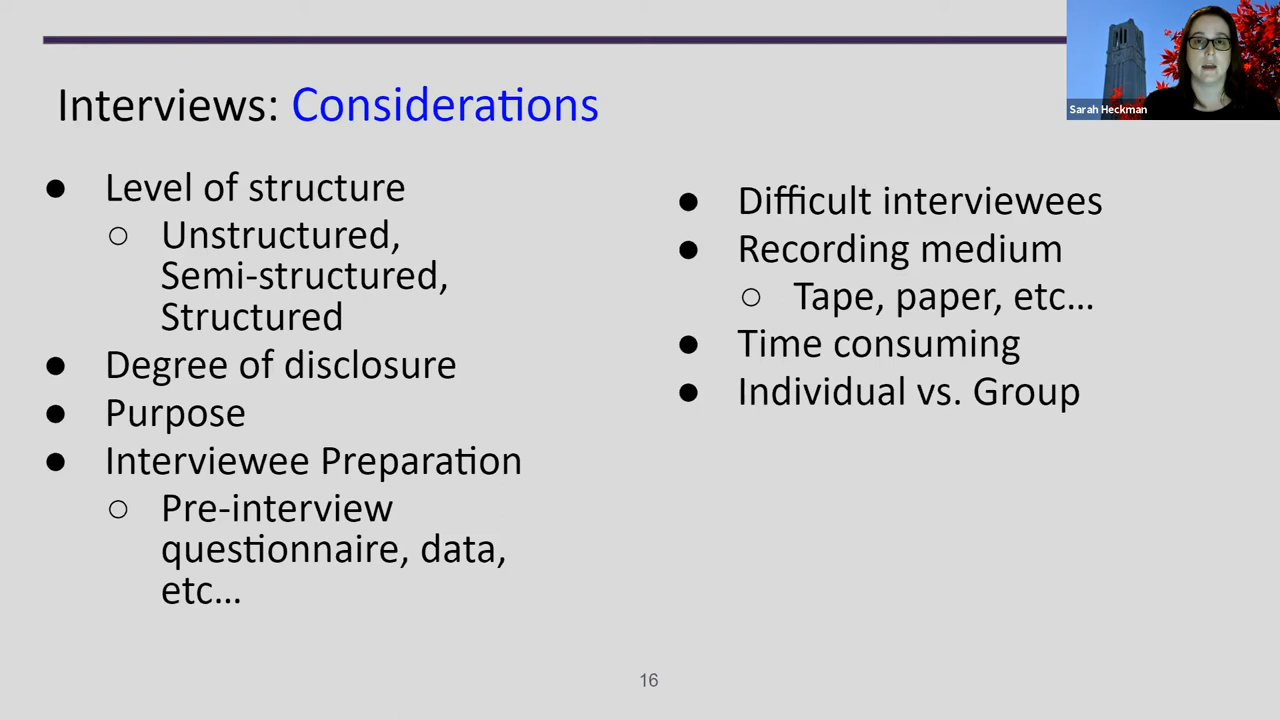 Interviews: Considerations
● Level of structure
○ Unstructured,
Semi-structured,
Structured
● Degree of disclosure
● Purpose
● Interviewee Preparation
○ Pre-interview
questionnaire, data,
etc…
● Difficult interviewees
● Recording medium
○ Tape, paper, etc…
● Time consuming
● Individual vs. Group
16
Sarah Heckman